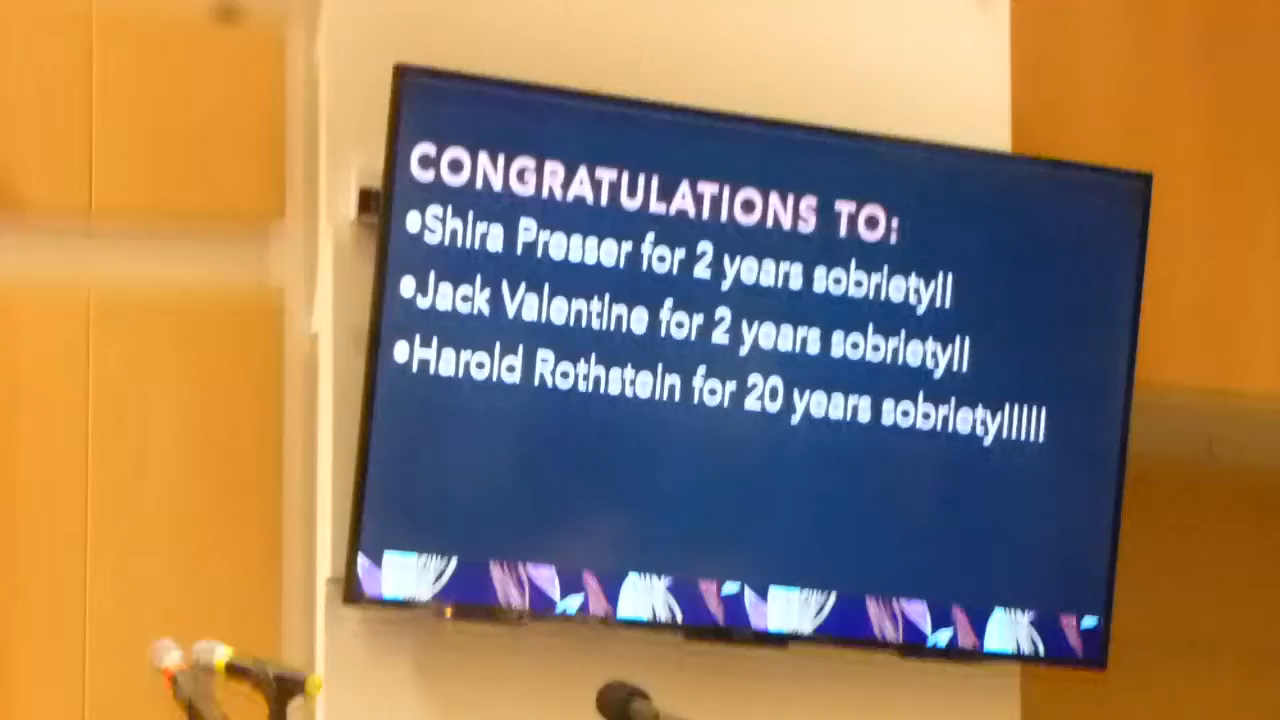 CONGRATULATIONS TO:
•Shira Presser for 2 years sobriety!!
•Jack Valentine for 2 years sobriety!!
•Harold Rothstein for 20 years sobriety!!!!!